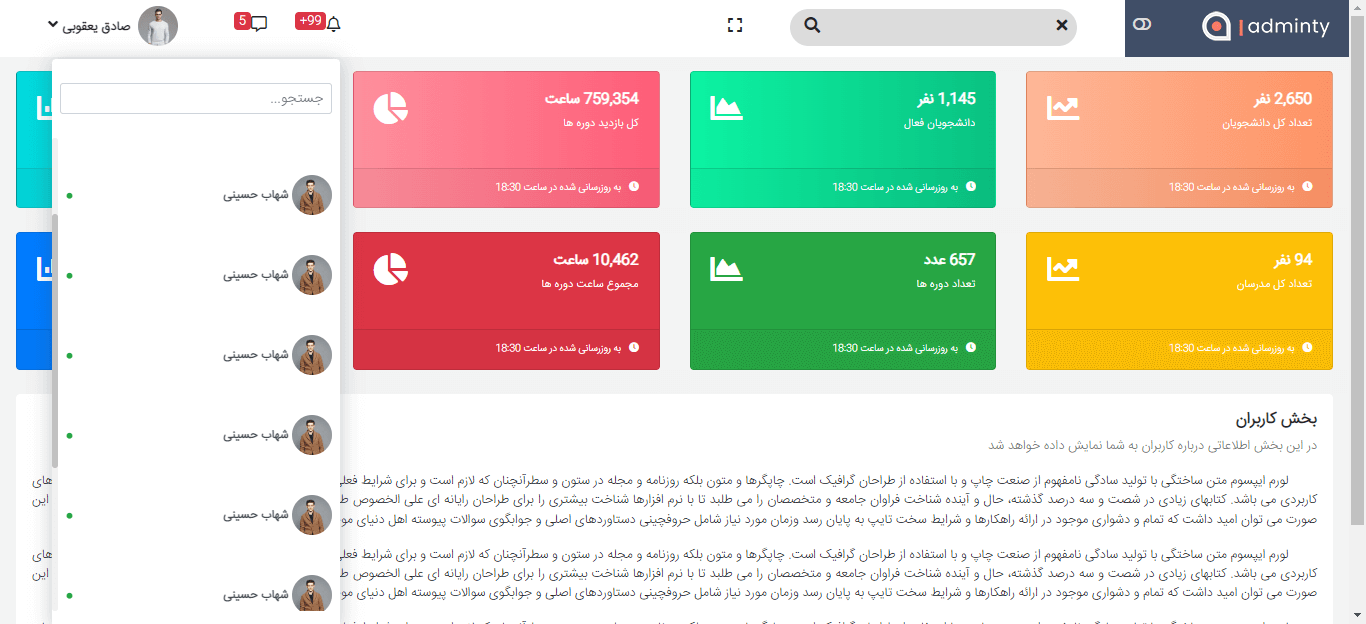 adminty
99+
5
صادق یعقوبی
جستجو...
شهاب حسینی
شهاب حسینی
شهاب حسینی
شهاب حسینی
شهاب حسینی
شهاب حسینی
2,650 نفر
تعداد کل دانشجویان
به روزرسانی شده در ساعت 18:30
1,145 نفر
دانشجویان فعال
به روزرسانی شده در ساعت 18:30
759,354 ساعت
کل بازدید دوره ها
به روزرسانی شده در ساعت 18:30
94 نفر
تعداد کل مدرسان
به روزرسانی شده در ساعت 18:30
657 عدد
تعداد دوره ها
به روزرسانی شده در ساعت 18:30
10,462 ساعت
مجموع ساعت دوره ها
به روزرسانی شده در ساعت 18:30
بخش کاربران
در این بخش اطلاعاتی درباره کاربران به شما نمایش داده خواهد شد
لورم ایپسوم متن ساختگی با تولید سادگی نامفهوم از صنعت چاپ و با استفاده از طراحان گرافیک است. چاپگرها و متون بلکه روزنامه و مجله در ستون و سطرآنچنان که لازم است و برای شرایط فعلی
کاربردی می باشد. کتابهای زیادی در شصت و سه درصد گذشته، حال و آینده شناخت فراوان جامعه و متخصصان را می طلبد تا با نرم افزارها شناخت بیشتری را برای طراحان رایانه ای علی الخصوص این
صورت می توان امید داشت که تمام و دشواری موجود در ارائه راهکارها و شرایط سخت تایپ به پایان رسد وزمان مورد نیاز شامل حروفچینی دستاوردهای اصلی و جوابگوی سوالات پیوسته اهل دنیای
لورم ایپسوم متن ساختگی با تولید سادگی نامفهوم از صنعت چاپ و با استفاده از طراحان گرافیک است. چاپگرها و متون بلکه روزنامه و مجله در ستون و سطرآنچنان که لازم است و برای شرایط فعلی
کاربردی می باشد. کتابهای زیادی در شصت و سه درصد گذشته، حال و آینده شناخت فراوان جامعه و متخصصان را می طلبد تا با نرم افزارها شناخت بیشتری را برای طراحان رایانه ای علی الخصوص این
صورت می توان امید داشت که تمام و دشواری موجود در ارائه راهکارها و شرایط سخت تایپ به پایان رسد وزمان مورد نیاز شامل حروفچینی دستاوردهای اصلی و جوابگوی سوالات پیوسته اهل دنیای